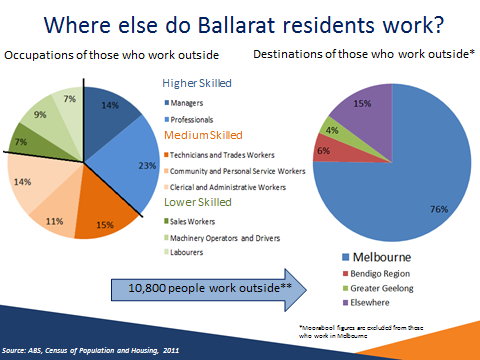 Where else do Ballarat residents work?
Occupations of those who work outside
Destinations of those who work outside*
7%
14%
9%
7%
23%
14%
11%
15%
Higher Skilled
Managers
Professionals
Medium Skilled
Technicians and Trades Workers
Community and Personal Service Workers
Clerical and Administrative Workers
Lower Skilled
Sales Workers
Machinery Operators and Drivers
Labourers
15%
4%
6%
76%
Melbourne
Bendigo Region
Greater Geelong
Elsewhere
10,800 people work outside**
*Moorabool figures are excluded from those
who work in Melbourne
Source: ABS, Census of Population and Housing, 2011